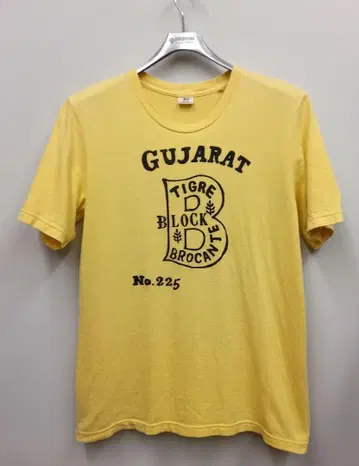 GUJARAT
TIGRE
BLOCK
BROCANTE
No.225